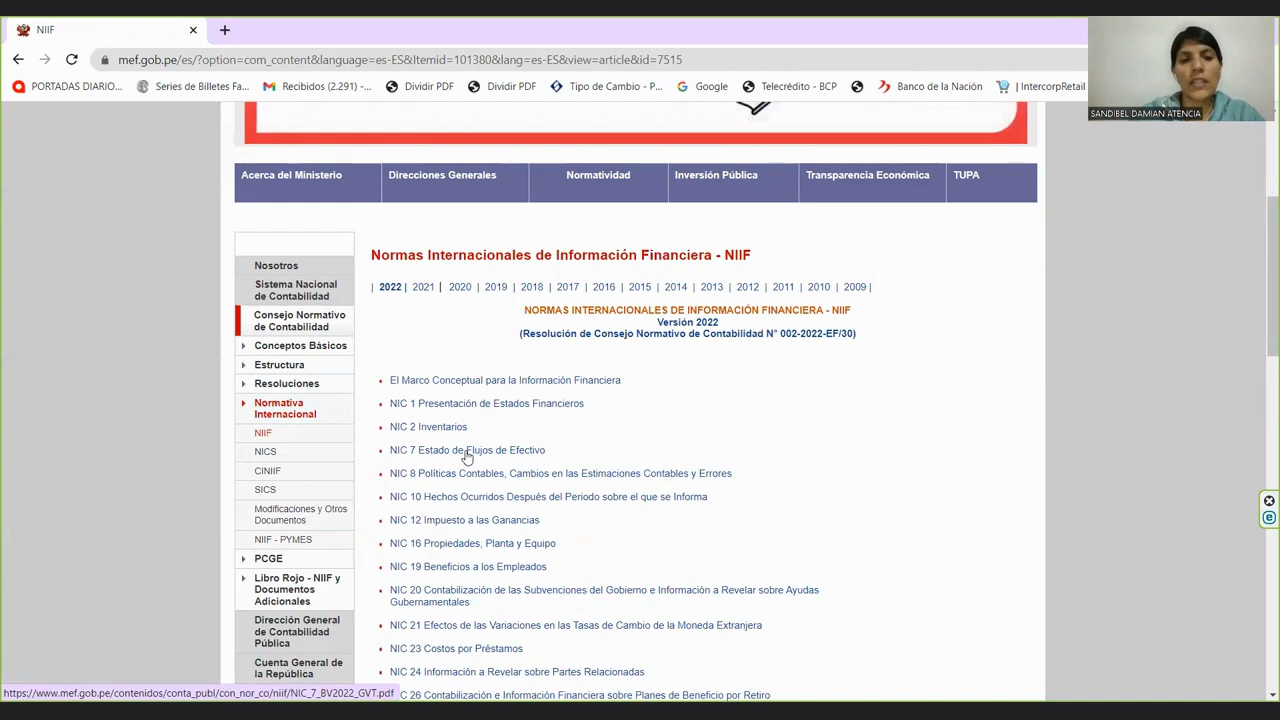 NIIF
mef.gob.pe/es/?option=com_content&language=es-ES&Itemid=101380&lang=es-ES&view=article&id=7515
PORTADAS DIARIO... Series de Billetes Fa... Recibidos (2.291) -... Dividir PDF Dividir PDF Tipo de Cambio - P... Google Telecrédito - BCP Banco de la Nación | IntercorpRetail
SANDIBEL DAMIAN ATENCIA
Acerca del Ministerio Direcciones Generales Normatividad Inversión Pública Transparencia Económica TUPA
Nosotros
Sistema Nacional
de Contabilidad
Consejo Normativo
de Contabilidad
Conceptos Básicos
Estructura
Resoluciones
Normativa
Internacional
NIIF
NICS
CINIIF
SICS
Modificaciones y Otros
Documentos
NIIF - PYMES
PCGE
Libro Rojo - NIIF y
Documentos
Adicionales
Dirección General
de Contabilidad
Pública
Cuenta General de
la República
Normas Internacionales de Información Financiera - NIIF
| 2022 | 2021 | 2020 | 2019 | 2018 | 2017 | 2016 | 2015 | 2014 | 2013 | 2012 | 2011 | 2010 | 2009 |
NORMAS INTERNACIONALES DE INFORMACIÓN FINANCIERA - NIIF
Versión 2022
(Resolución de Consejo Normativo de Contabilidad N° 002-2022-EF/30)
El Marco Conceptual para la Información Financiera
NIC 1 Presentación de Estados Financieros
NIC 2 Inventarios
NIC 7 Estado de Flujos de Efectivo
NIC 8 Políticas Contables, Cambios en las Estimaciones Contables y Errores
NIC 10 Hechos Ocurridos Después del Periodo sobre el que se Informa
NIC 12 Impuesto a las Ganancias
NIC 16 Propiedades, Planta y Equipo
NIC 19 Beneficios a los Empleados
NIC 20 Contabilización de las Subvenciones del Gobierno e Información a Revelar sobre Ayudas
Gubernamentales
NIC 21 Efectos de las Variaciones en las Tasas de Cambio de la Moneda Extranjera
NIC 23 Costos por Préstamos
NIC 24 Información a Revelar sobre Partes Relacionadas
NIC 26 Contabilización e Información Financiera sobre Planes de Beneficio por Retiro
https://www.mef.gob.pe/contenidos/conta_publ/con_nor_co/niif/NIC_7_BV2022_GVT.pdf